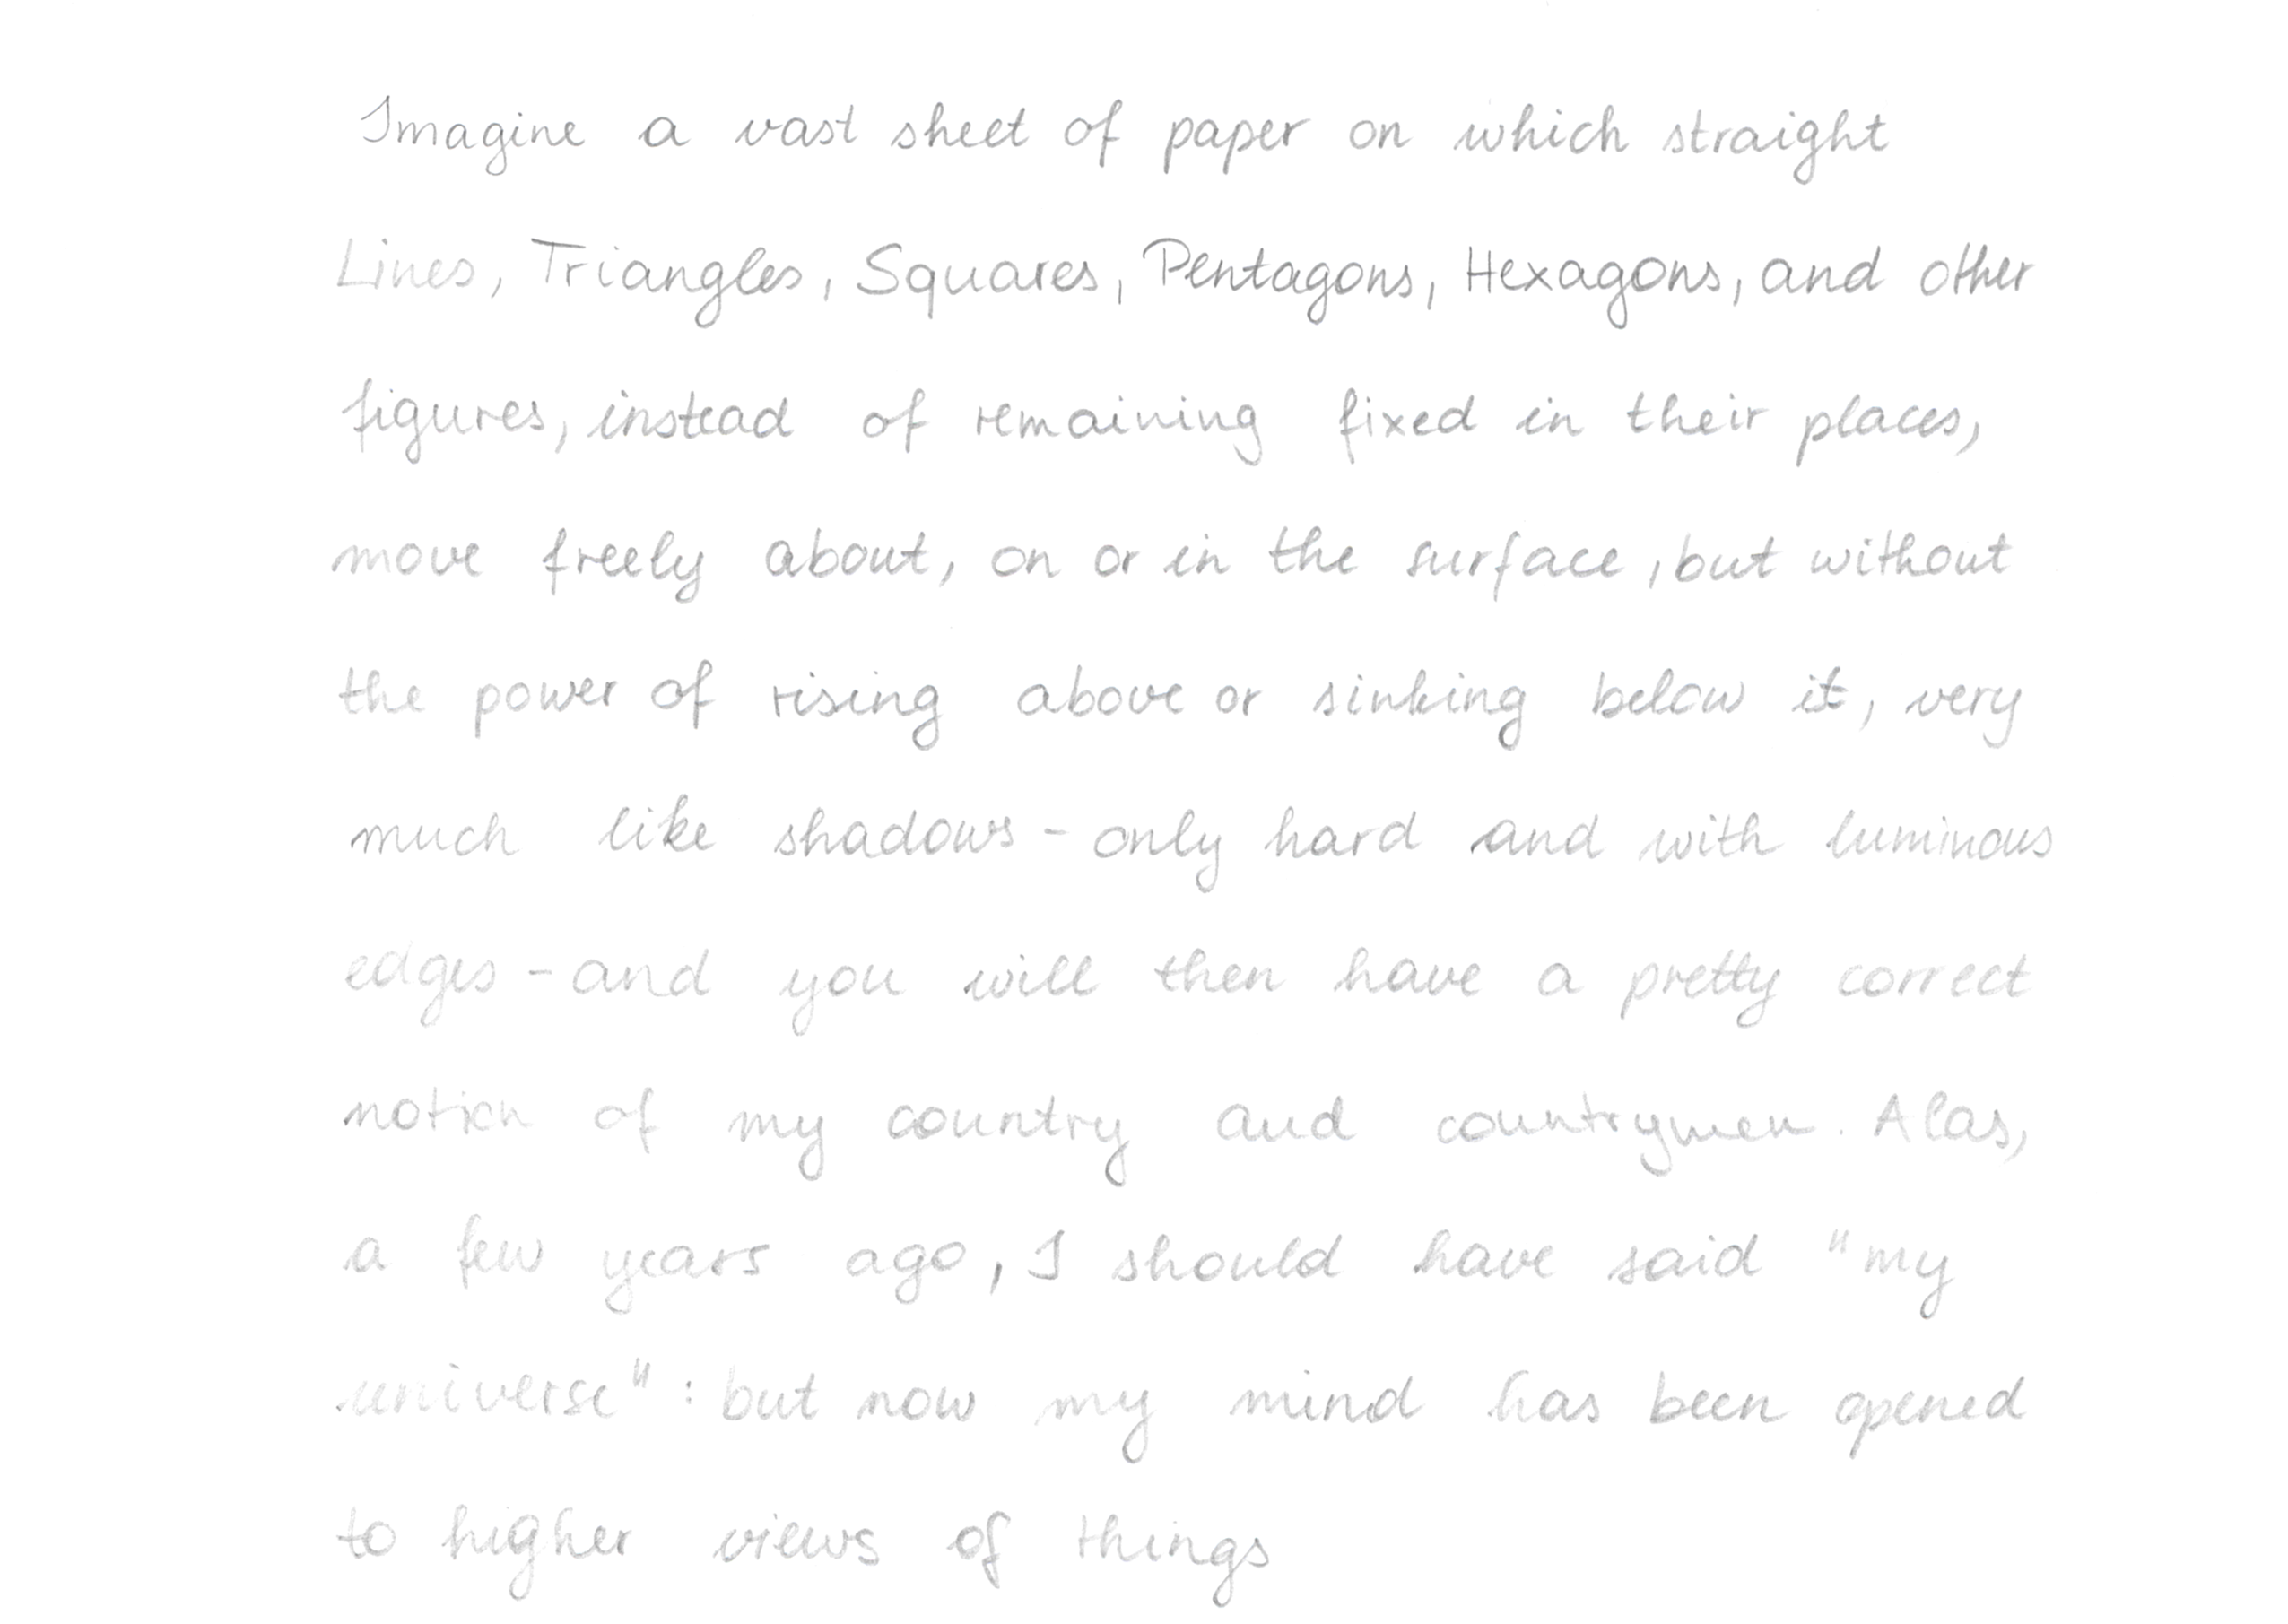 Imagine a vast sheet of paper on which straight
Lines, Triangles, Squares, Pentagons, Hexagons, and other
figures, instead of remaining fixed in their places,
move freely about, on or in the surface, but without
the power of rising above or sinking below it, very
much like shadows - only hard and with luminous
edges - and you will then have a pretty correct
notion of my country and countrymen. Alas,
a few years ago, I should have said "my
universe": but now my mind has been opened
to higher views of things